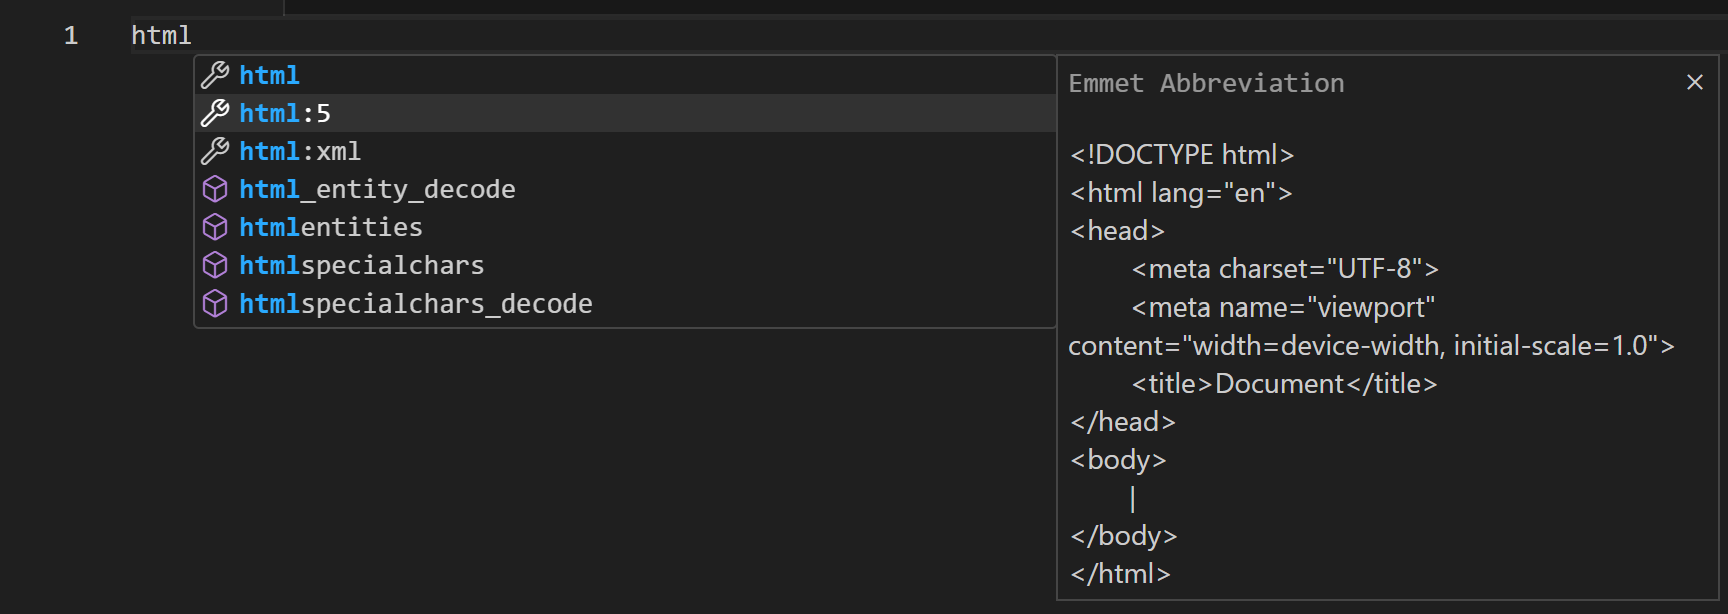 1 html
html
html:5
html:xml
html_entity_decode
htmlentities
htmlspecialchars
htmlspecialchars_decode
Emmet Abbreviation
<!DOCTYPE html>
<html lang="en">
<head>
<meta charset="UTF-8">
<meta name="viewport"
content="width=device-width, initial-scale=1.0">
<title>Document</title>
</head>
<body>
|
</body>
</html>